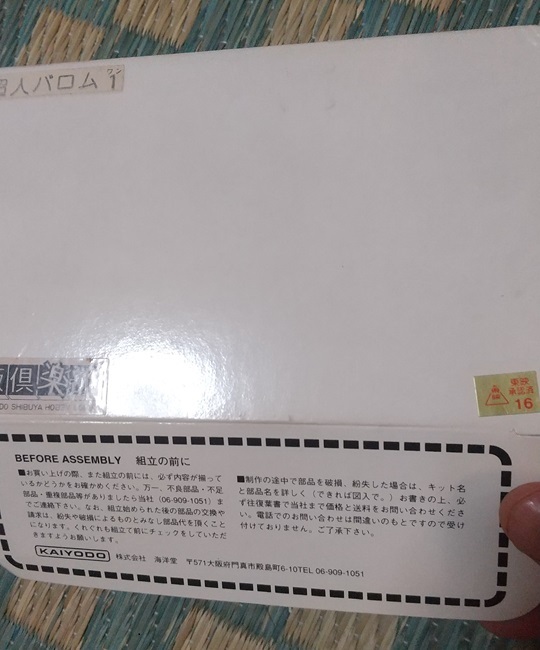 人バロム1
ワン
倶楽部
BEFORE ASSEMBLY 組立の前に
■お買い上げの際、また組立の前には、必ず内容が揃って
いるかどうかをお確かめください。万一、不良部品・不足
部品・重複部品等がありましたら当社(06-909-1051)ま
でご連絡下さい。なお、組立始められた後の部品の交換や
請求は、紛失や破損によるものとみなし部品代を頂くこと
になります。くれぐれも組立て前にチェックをしていただ
きますようお願いします。
■制作の途中で部品を破損、紛失した場合は、キット名
と部品名を詳しく(できれば図入で。)お書きの上、必
ず往復葉書で当社まで価格と送料をお問い合わせくださ
い。電話でのお問い合わせは間違いのもとですので受け
付けておりません。ご了承下さい。
KAIYODO 株式会社 海洋堂 〒571大阪府門真市殿島町6-10TEL 06-909-1051
東映
承認済
16